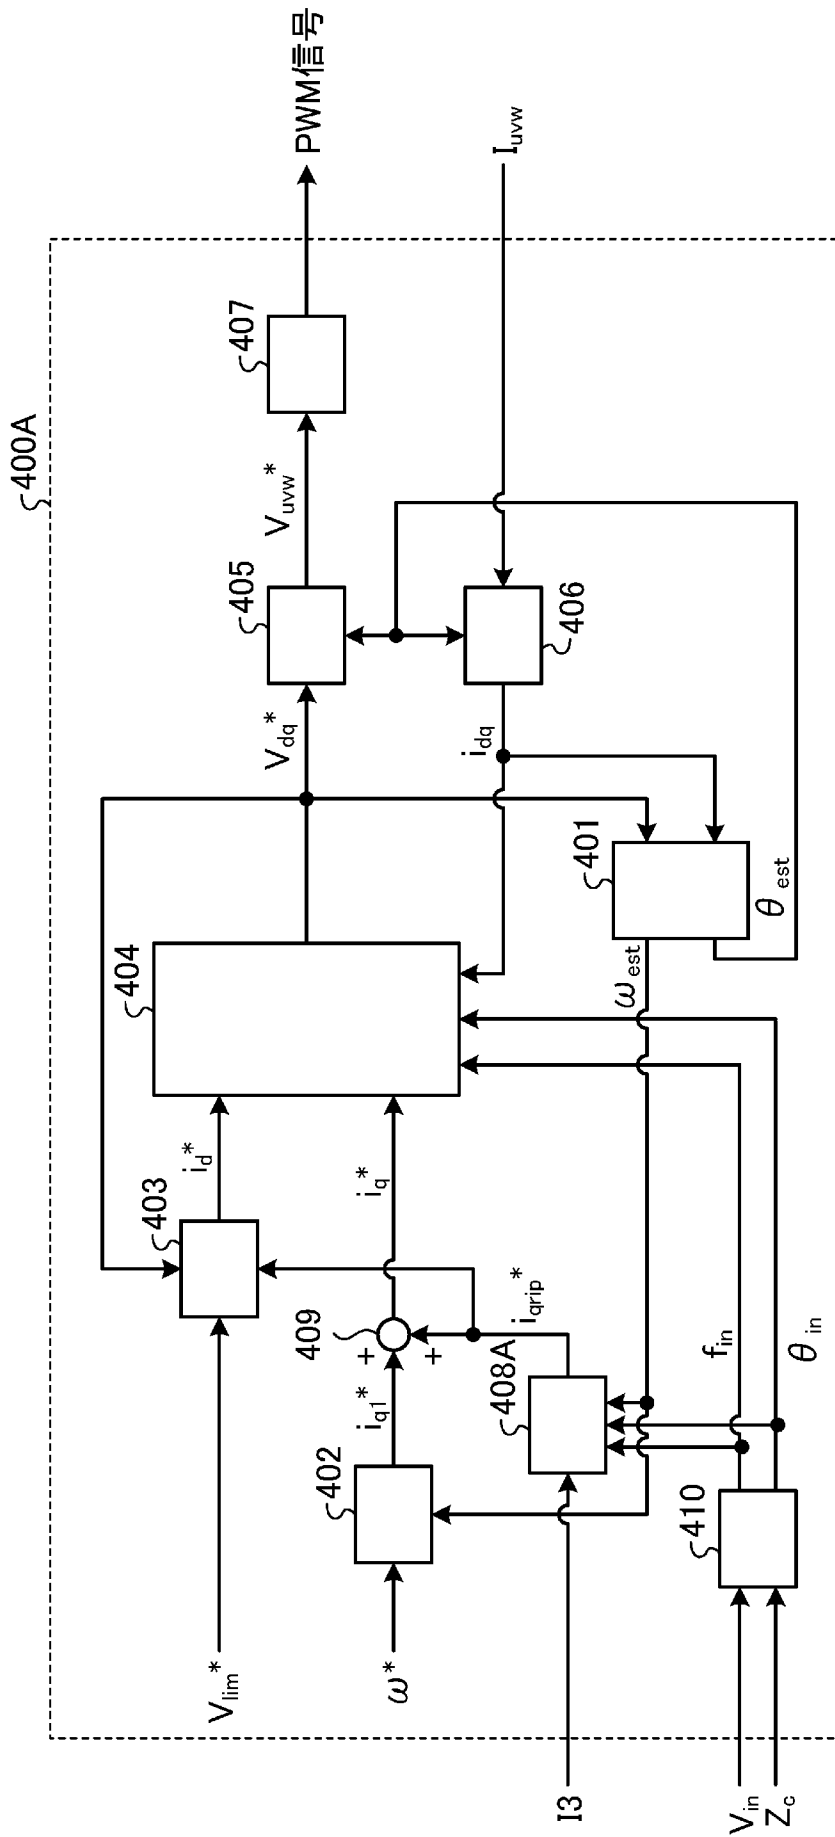 400A
PWM信号
407
V_uvw*
405
V_dq*
404
i_d*
403
V_lim*
I_uvw
406
i_dq
401
θ_est
ω_est
i_q*
409
+
+
i_q1*
402
ω*
i_qrip*
408A
I3
f_in
θ_in
410
V_in
Z_c